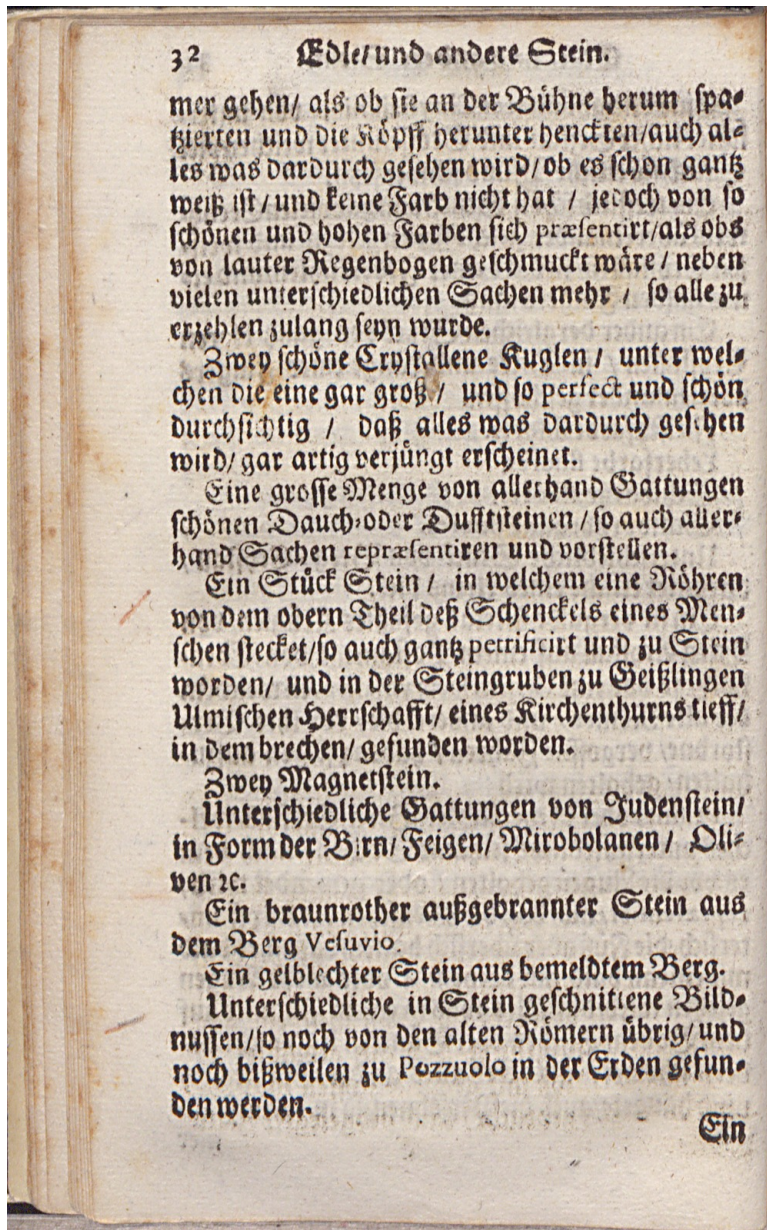 32 Edle/ und andere Stein.
mer gehen/ als ob sie an der Bühne herum spa-
tzierten und die Köpff herunter henckten/auch al-
les was dardurch gesehen wird/ ob es schon gantz
weiß ist / und keine Farb nicht hat / jedoch von so
schönen und hohen Farben sich præsentirt/als obs
von lauter Regenbogen geschmuckt wäre / neben
vielen unterschiedlichen Sachen mehr / so alle zu
erzehlen zulang seyn wurde.
Zwey schöne Crystallene Kuglen / unter wel-
chen die eine gar groß / und so perfect und schön
durchsichtig / daß alles was dardurch gesehen
wird/ gar artig verjüngt erscheinet.
Eine grosse Menge von allerhand Gattungen
schönen Dauch-oder Dufftsteinen / so auch aller-
hand Sachen repræsentiren und vorstellen.
Ein Stück Stein / in welchem eine Röhren
von dem obern Theil deß Schenckels eines Men-
schen stecket/so auch gantz petrificirt und zu Stein
worden/ und in der Steingruben zu Geißlingen
Ulmischen Herrschafft/ eines Kirchenthurns tieff/
in dem brechen/ gefunden worden.
Zwey Magnetstein.
Unterschiedliche Gattungen von Judenstein/
in Form der Birn/ Feigen/ Mirobolanen / Oli-
ven ꝛc.
Ein braunrother außgebrannter Stein aus
dem Berg Vesuvio.
Ein gelblechter Stein aus bemeldtem Berg.
Unterschiedliche in Stein geschnittene Bild-
nussen/so noch von den alten Römern übrig/ und
noch bißweilen zu Pozzuolo in der Erden gefun-
den werden.
Ein